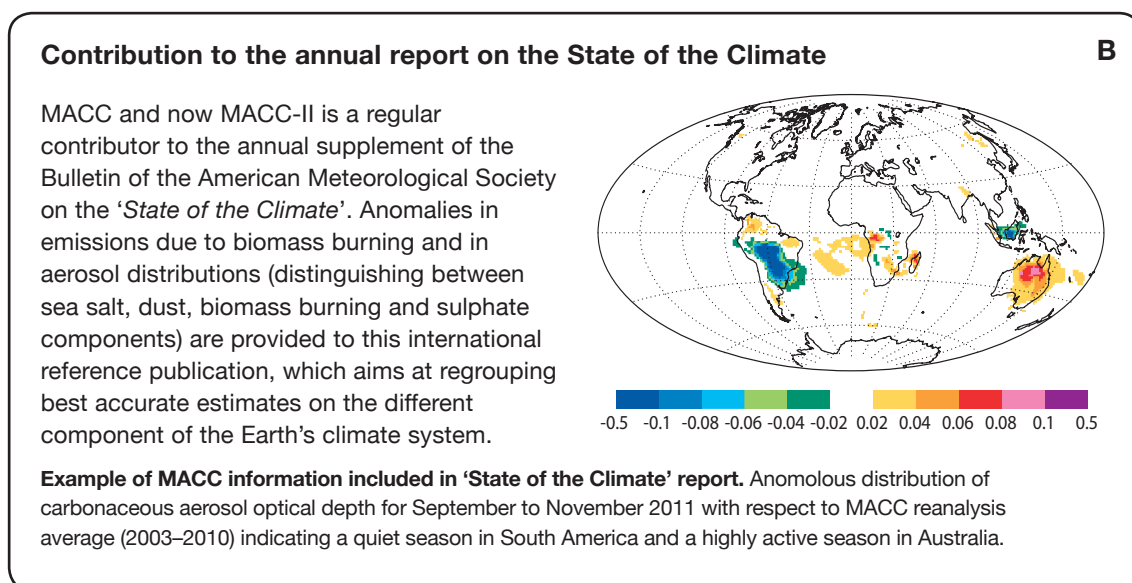 Contribution to the annual report on the State of the Climate
B
MACC and now MACC-II is a regular
contributor to the annual supplement of the
Bulletin of the American Meteorological Society
on the ‘State of the Climate’. Anomalies in
emissions due to biomass burning and in
aerosol distributions (distinguishing between
sea salt, dust, biomass burning and sulphate
components) are provided to this international
reference publication, which aims at regrouping
best accurate estimates on the different
component of the Earth’s climate system.
-0.5 -0.1 -0.08 -0.06 -0.04 -0.02 0.02 0.04 0.06 0.08 0.1 0.5
Example of MACC information included in ‘State of the Climate’ report. Anomolous distribution of
carbonaceous aerosol optical depth for September to November 2011 with respect to MACC reanalysis
average (2003–2010) indicating a quiet season in South America and a highly active season in Australia.